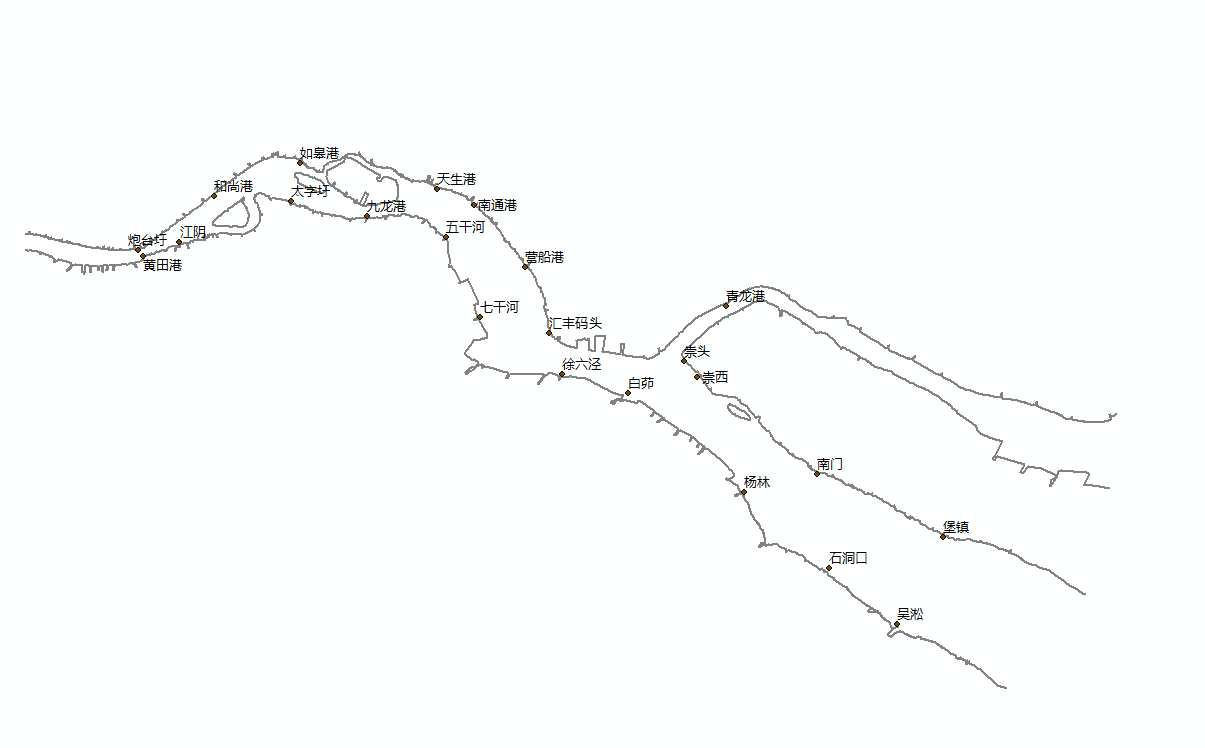 如皋港
天生港
和尚港
太字圩
九龙港
南通港
五干河
江阴
炮台圩
黄田港
营船港
青龙港
七干河
汇丰码头
崇头
徐六泾
崇西
白茆
南门
杨林
堡镇
石洞口
吴淞